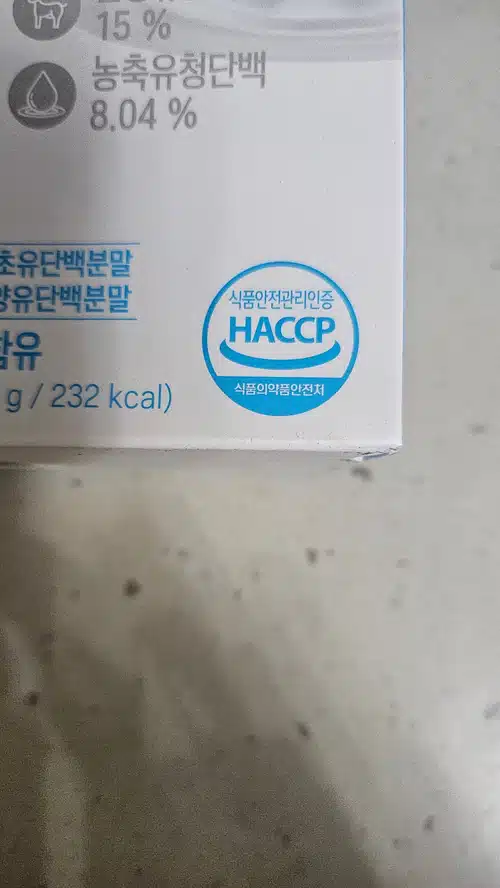 15 %
농축유청단백
8.04 %
초유단백분말
양유단백분말
함유
g / 232 kcal)
식품안전관리인증
HACCP
식품의약품안전처